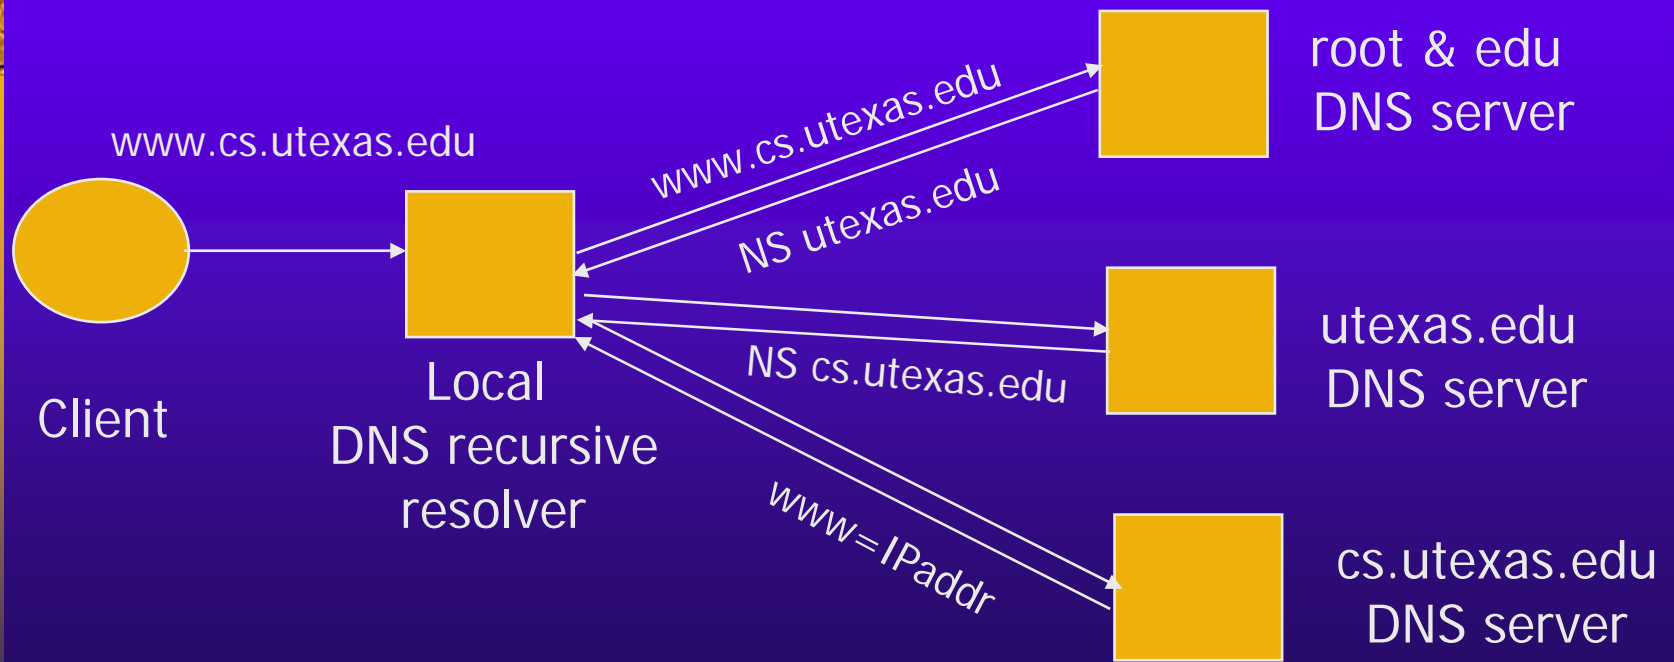 www.cs.utexas.edu
Client
Local
DNS recursive
resolver
www.cs.utexas.edu
NS utexas.edu
NS cs.utexas.edu
www=IPaddr
root & edu
DNS server
utexas.edu
DNS server
cs.utexas.edu
DNS server